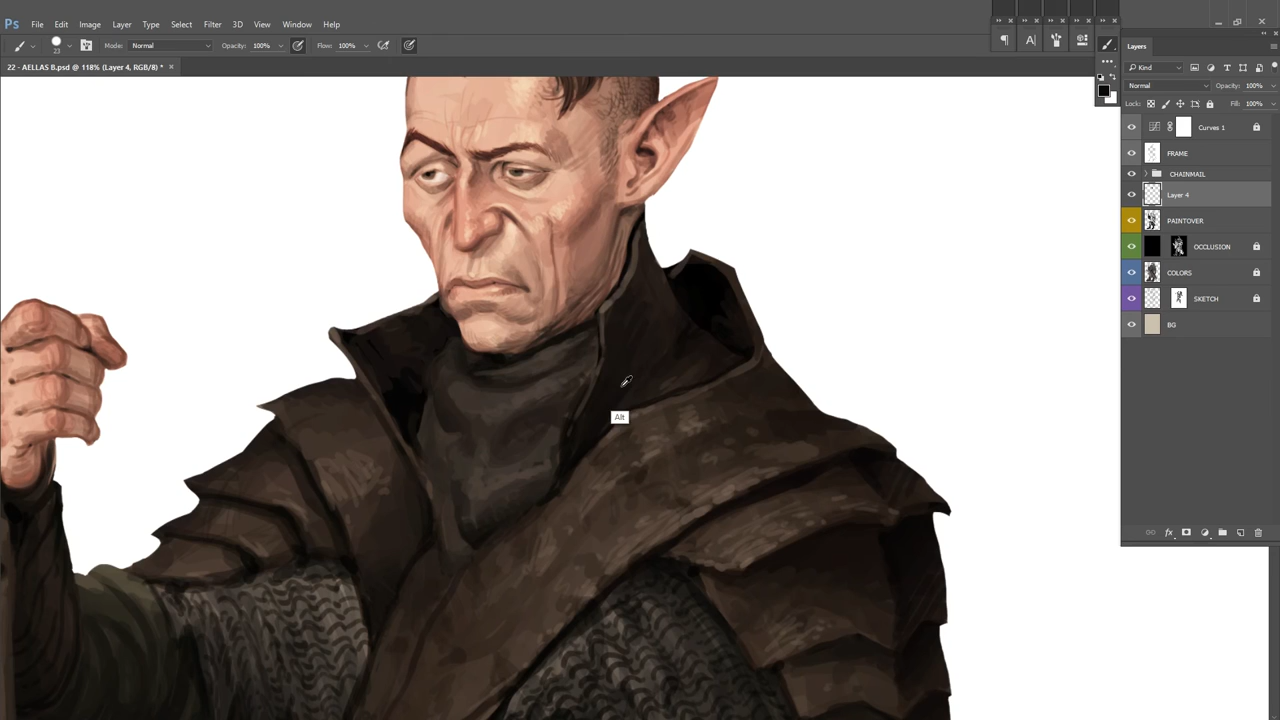 Ps File Edit Image Layer Type Select Filter 3D View Window Help
23 Mode: Normal Opacity: 100% Flow: 100%
22 - AELLAS B.psd @ 118% (Layer 4, RGB/8) * ×
Layers
Kind
Normal Opacity: 100%
Lock: Fill: 100%
Curves 1
FRAME
CHAINMAIL
Layer 4
PAINTOVER
OCCLUSION
COLORS
SKETCH
BG
Alt
fx